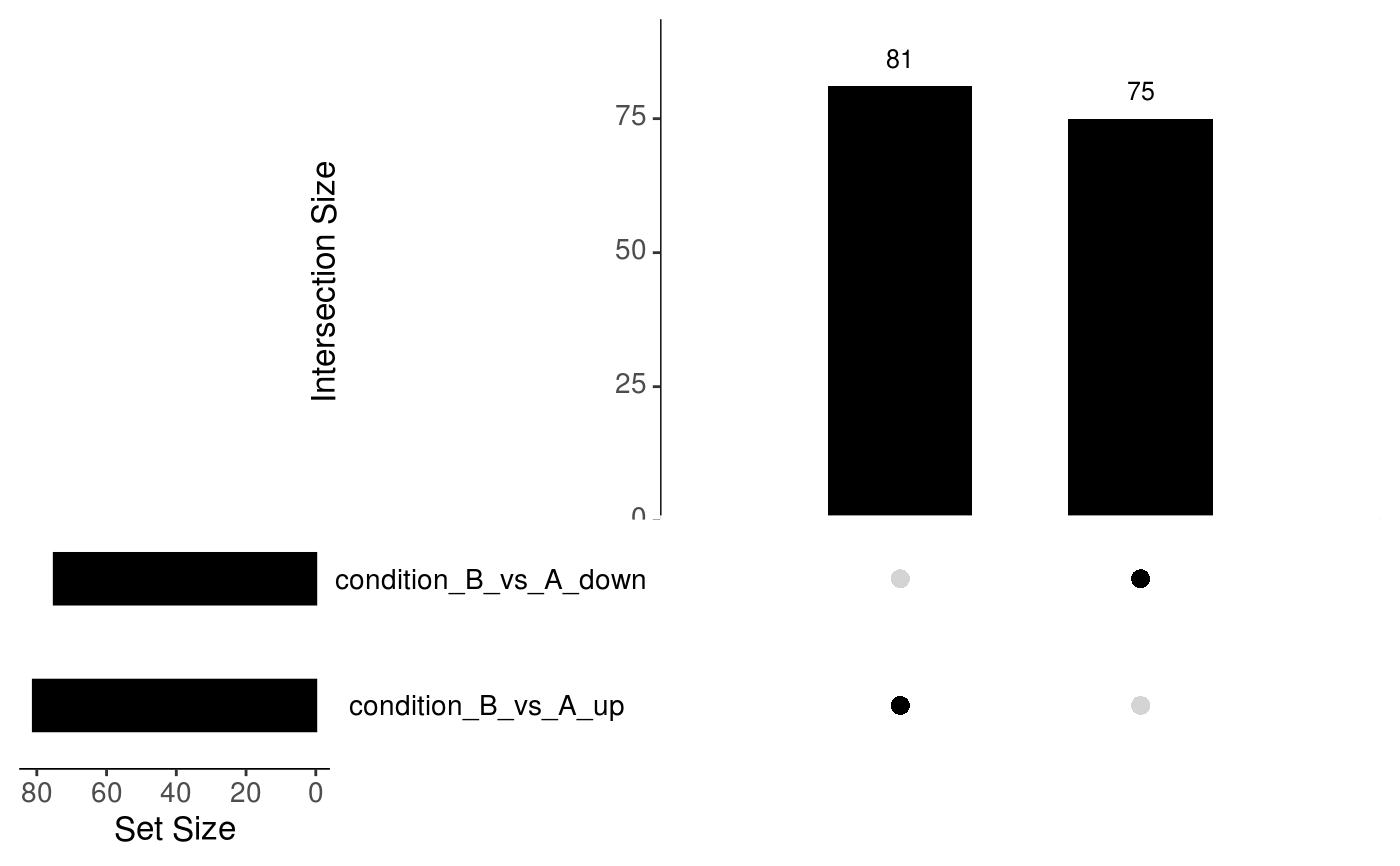 81
75
75
50
25
0
Intersection Size
condition_B_vs_A_down
condition_B_vs_A_up
80 60 40 20 0
Set Size